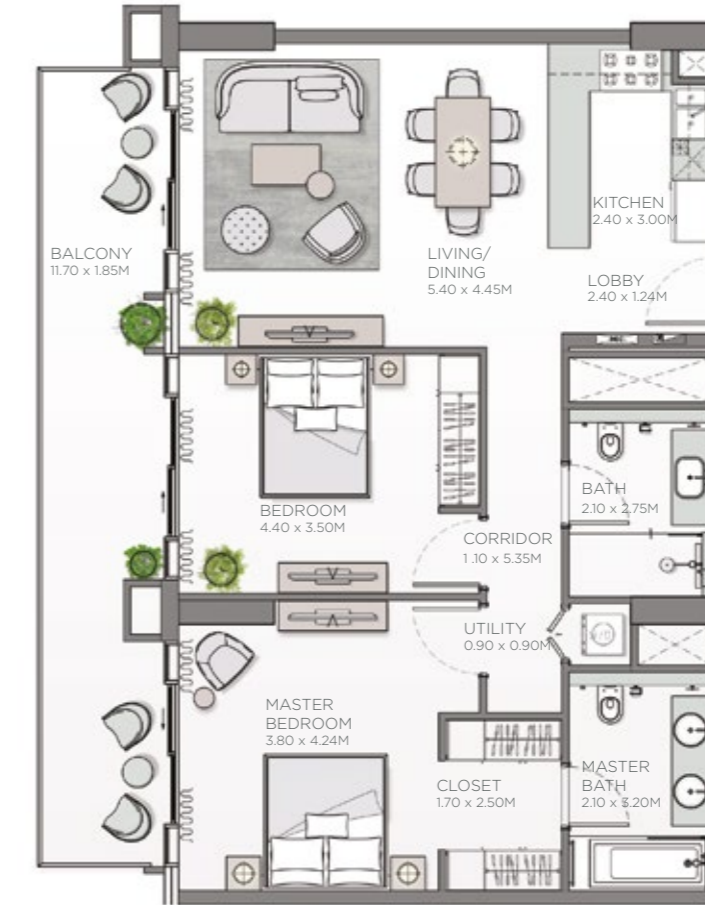 KITCHEN
2.40 x 3.00M
BALCONY
11.70 x 1.85M
LIVING/
DINING
5.40 x 4.45M
LOBBY
2.40 x 1.24M
BATH
2.10 x 2.75M
BEDROOM
4.40 x 3.50M
CORRIDOR
1.10 x 5.35M
UTILITY
0.90 x 0.90M
MASTER
BEDROOM
3.80 x 4.24M
CLOSET
1.70 x 2.50M
MASTER
BATH
2.10 x 3.20M